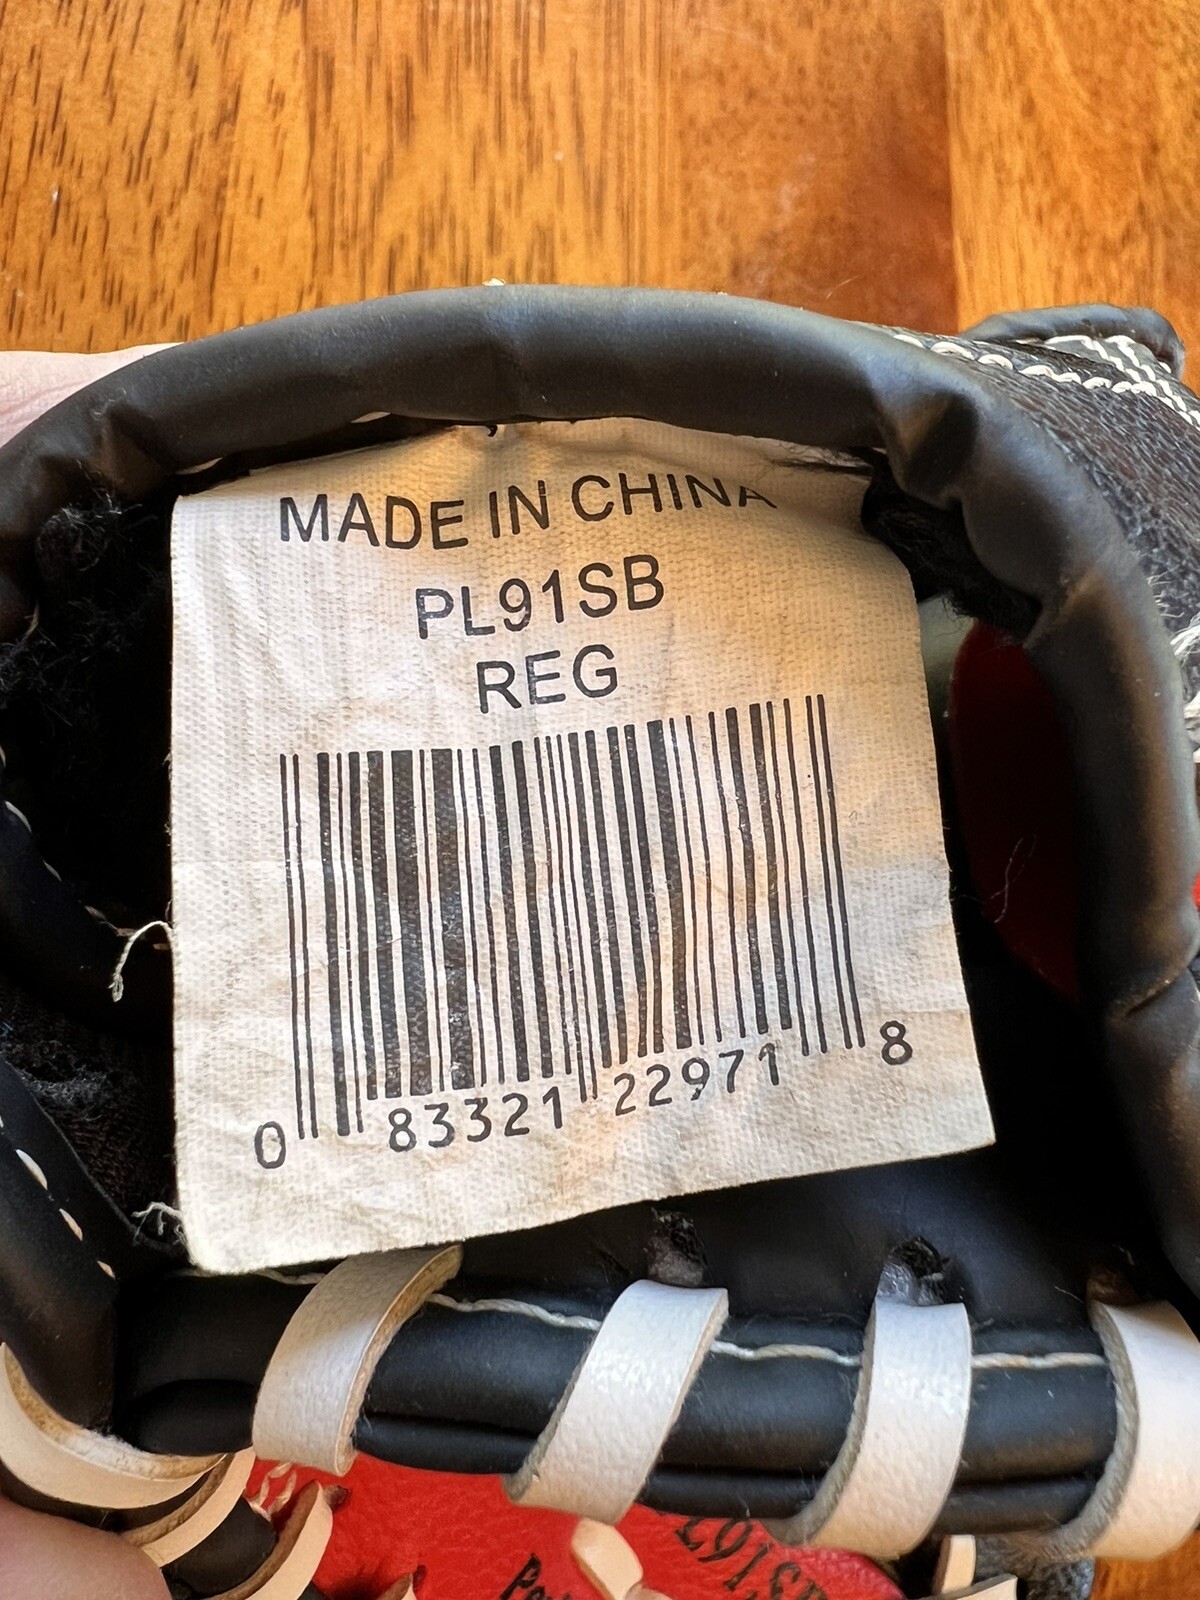 MADE IN CHINA
PL91SB
REG
0 83321 22971 8